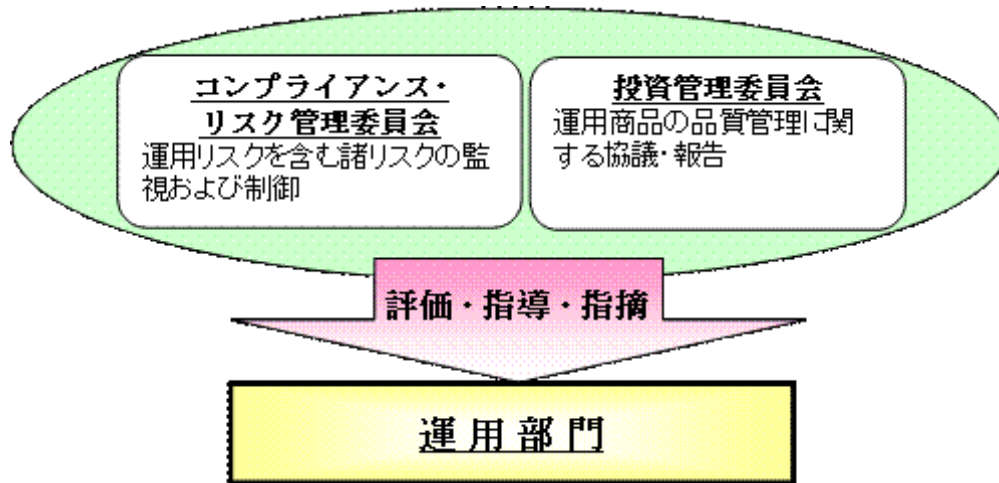 コンプライアンス・
リスク管理委員会
運用リスクを含む諸リスクの監
視および制御
投資管理委員会
運用商品の品質管理に関
する協議・報告
評価・指導・指摘
運用部門